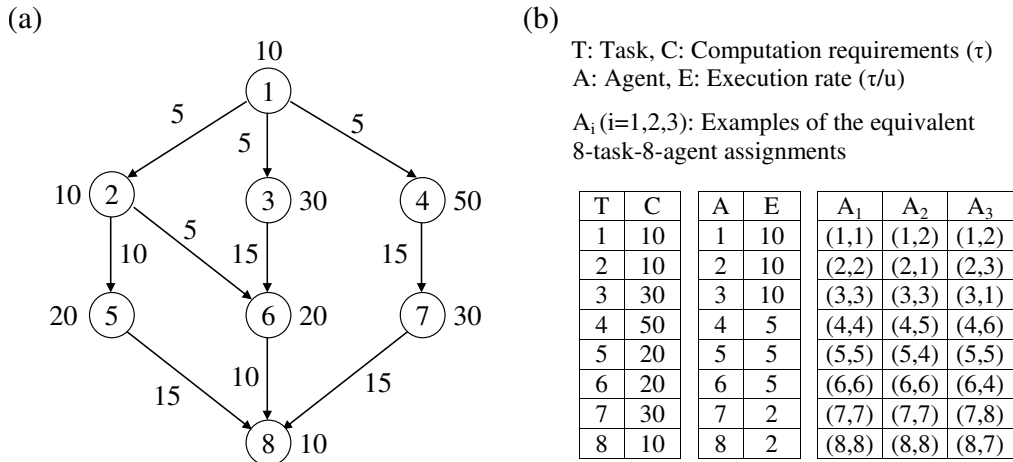 (a)
10
1
5 5 5
10 2 3 30 4 50
10 5 15 15
20 5 6 20 7 30
15 10 15
8 10
(b)
T: Task, C: Computation requirements (τ)
A: Agent, E: Execution rate (τ/u)
A₁ (i=1,2,3): Examples of the equivalent
8-task-8-agent assignments
T C A E A₁ A₂ A₃
1 10 1 10 (1,1) (1,2) (1,2)
2 10 2 10 (2,2) (2,1) (2,3)
3 30 3 10 (3,3) (3,3) (3,1)
4 50 4 5 (4,4) (4,5) (4,6)
5 20 5 5 (5,5) (5,4) (5,5)
6 20 6 5 (6,6) (6,6) (6,4)
7 30 7 2 (7,7) (7,7) (7,8)
8 10 8 2 (8,8) (8,8) (8,7)